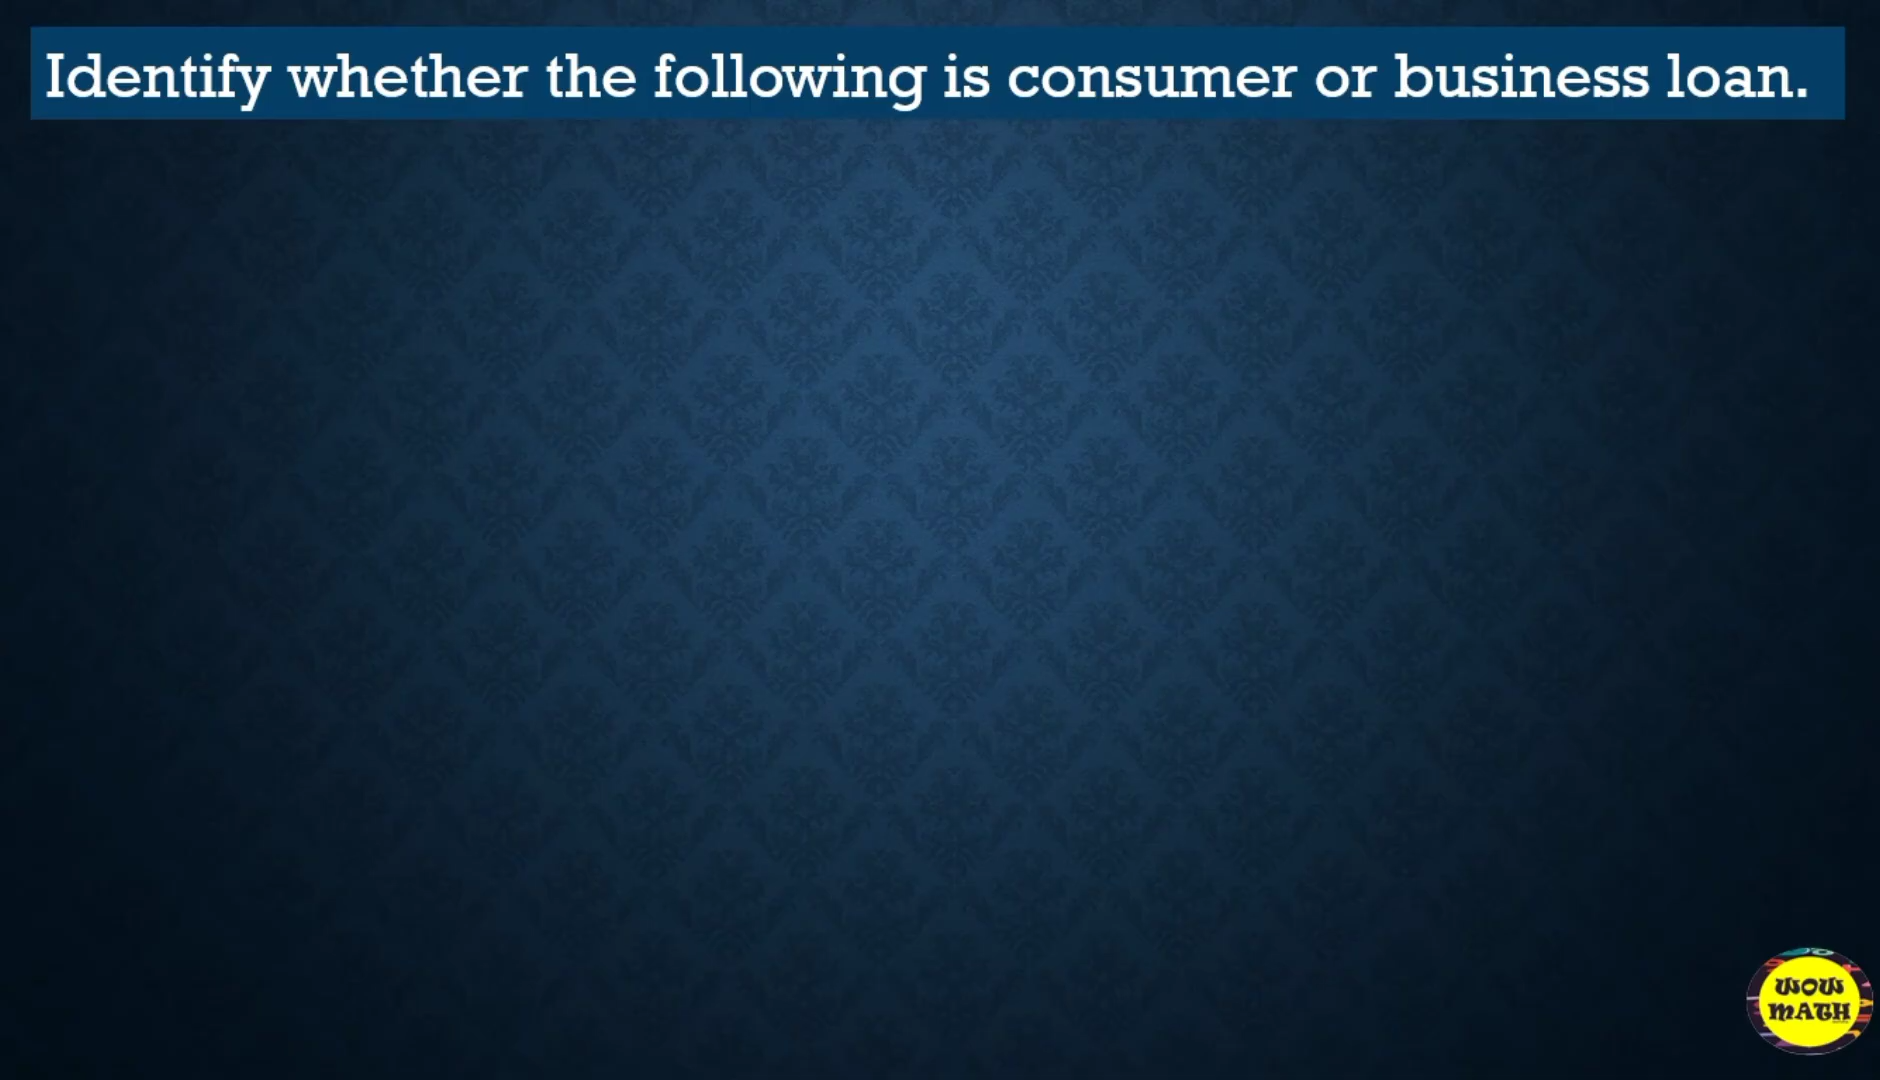 Identify whether the following is consumer or business loan.
WOW
MATH